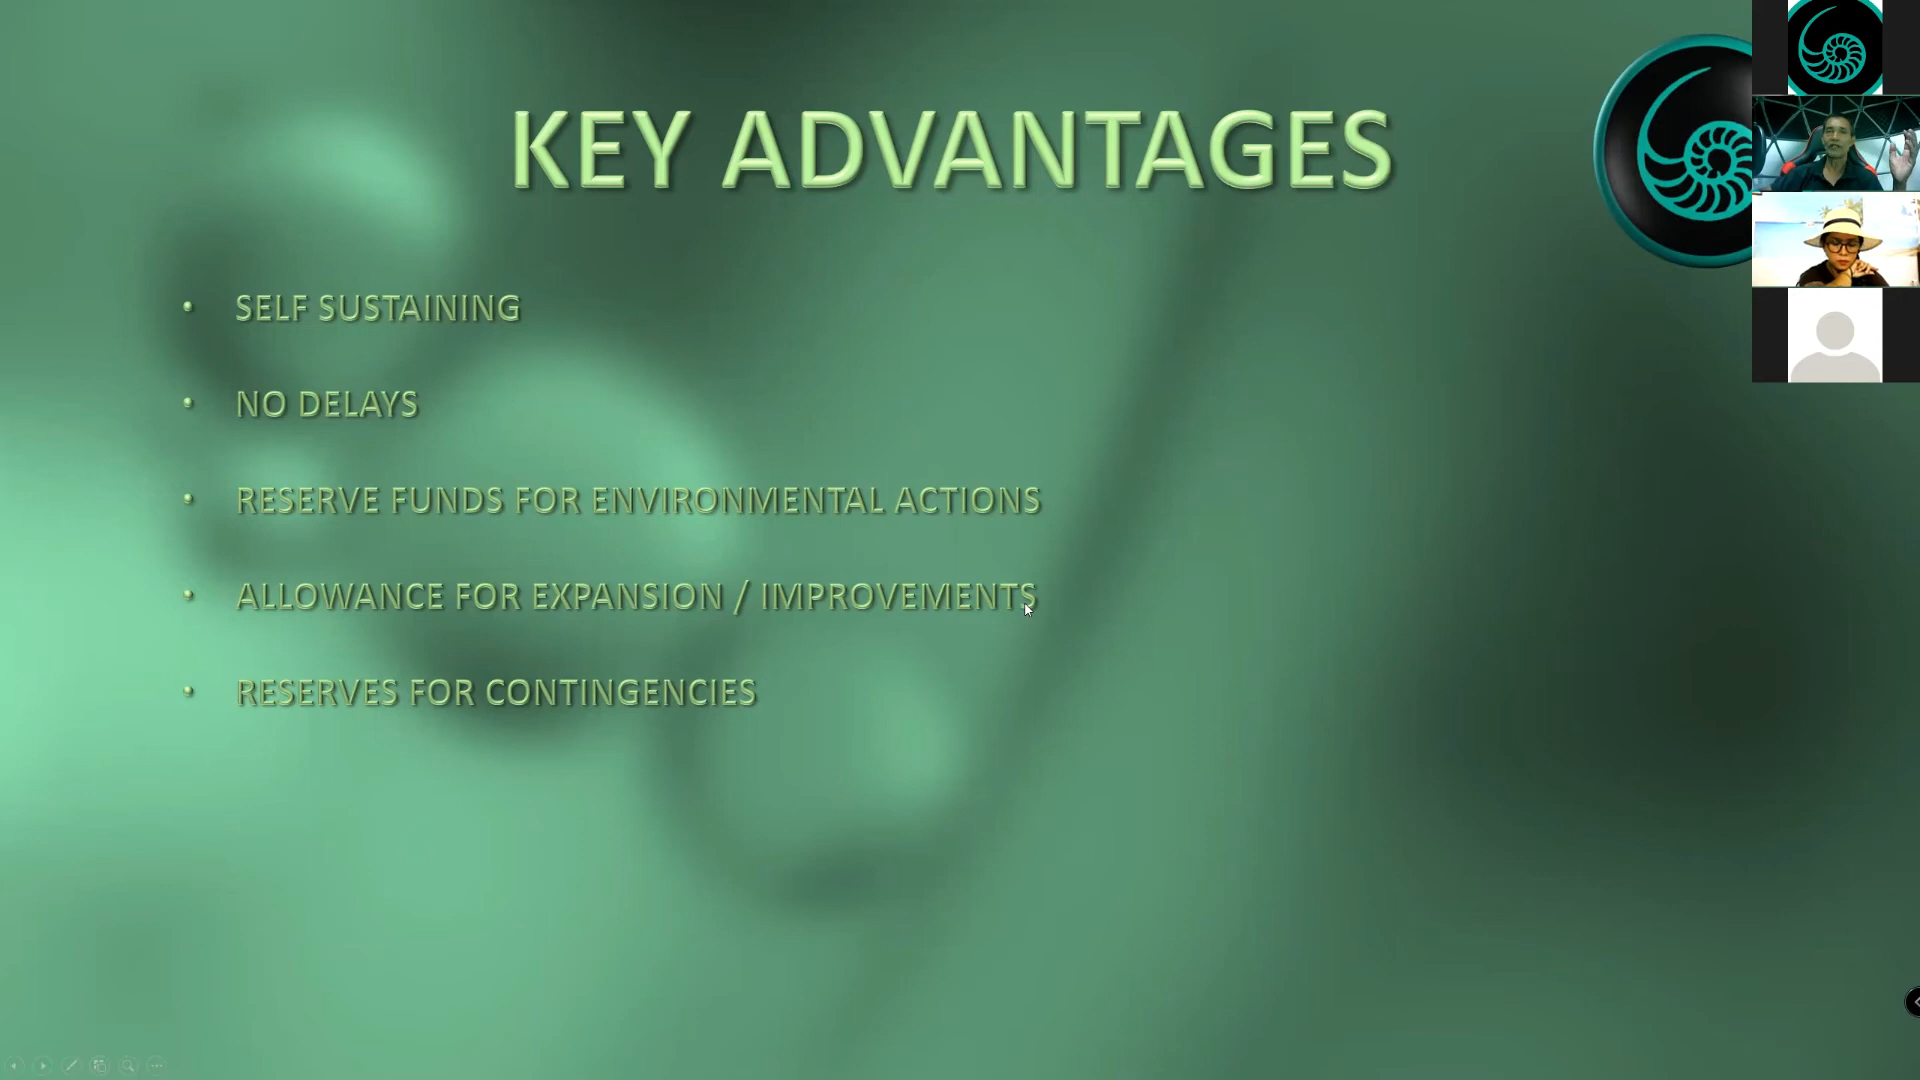 KEY ADVANTAGES
• SELF SUSTAINING
• NO DELAYS
• RESERVE FUNDS FOR ENVIRONMENTAL ACTIONS
• ALLOWANCE FOR EXPANSION / IMPROVEMENTS
• RESERVES FOR CONTINGENCIES